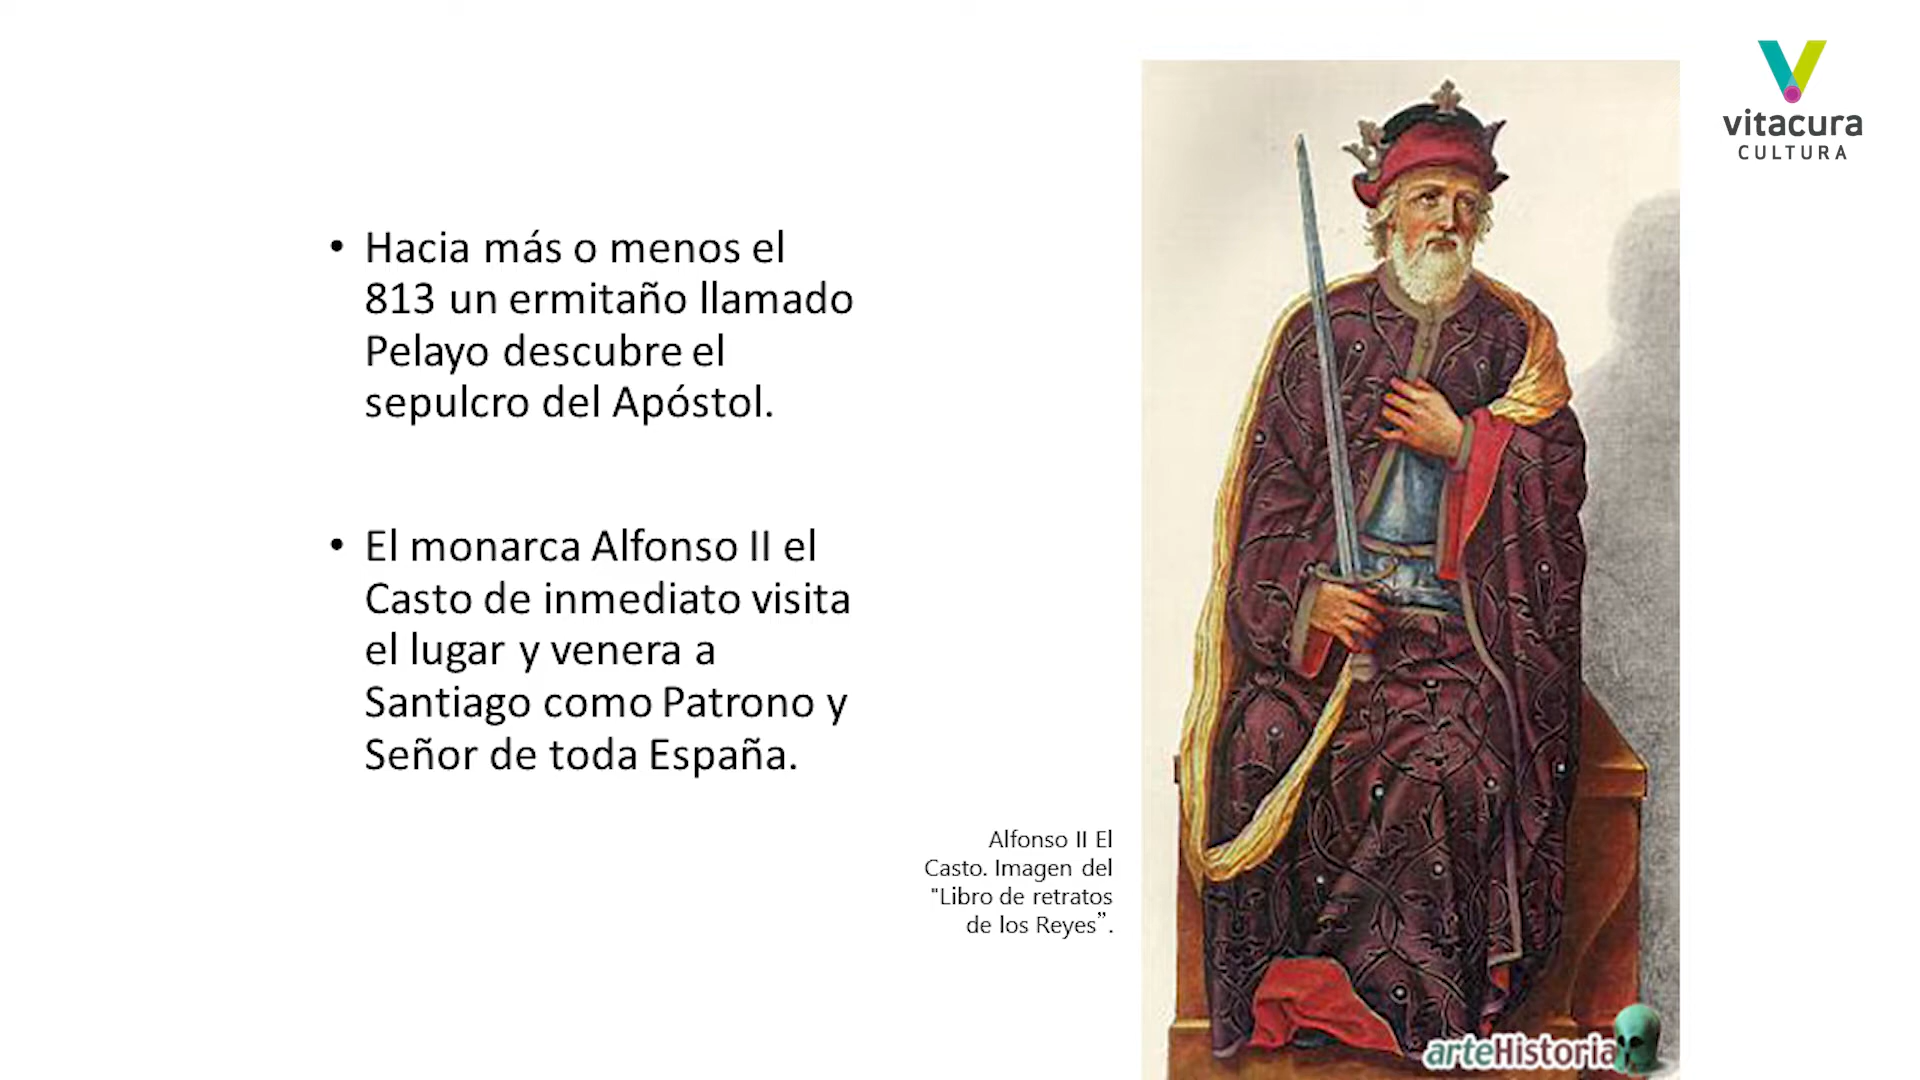 vitacura
CULTURA
• Hacia más o menos el
813 un ermitaño llamado
Pelayo descubre el
sepulcro del Apóstol.
• El monarca Alfonso II el
Casto de inmediato visita
el lugar y venera a
Santiago como Patrono y
Señor de toda España.
Alfonso II El
Casto. Imagen del
"Libro de retratos
de los Reyes”.
arteHistoria